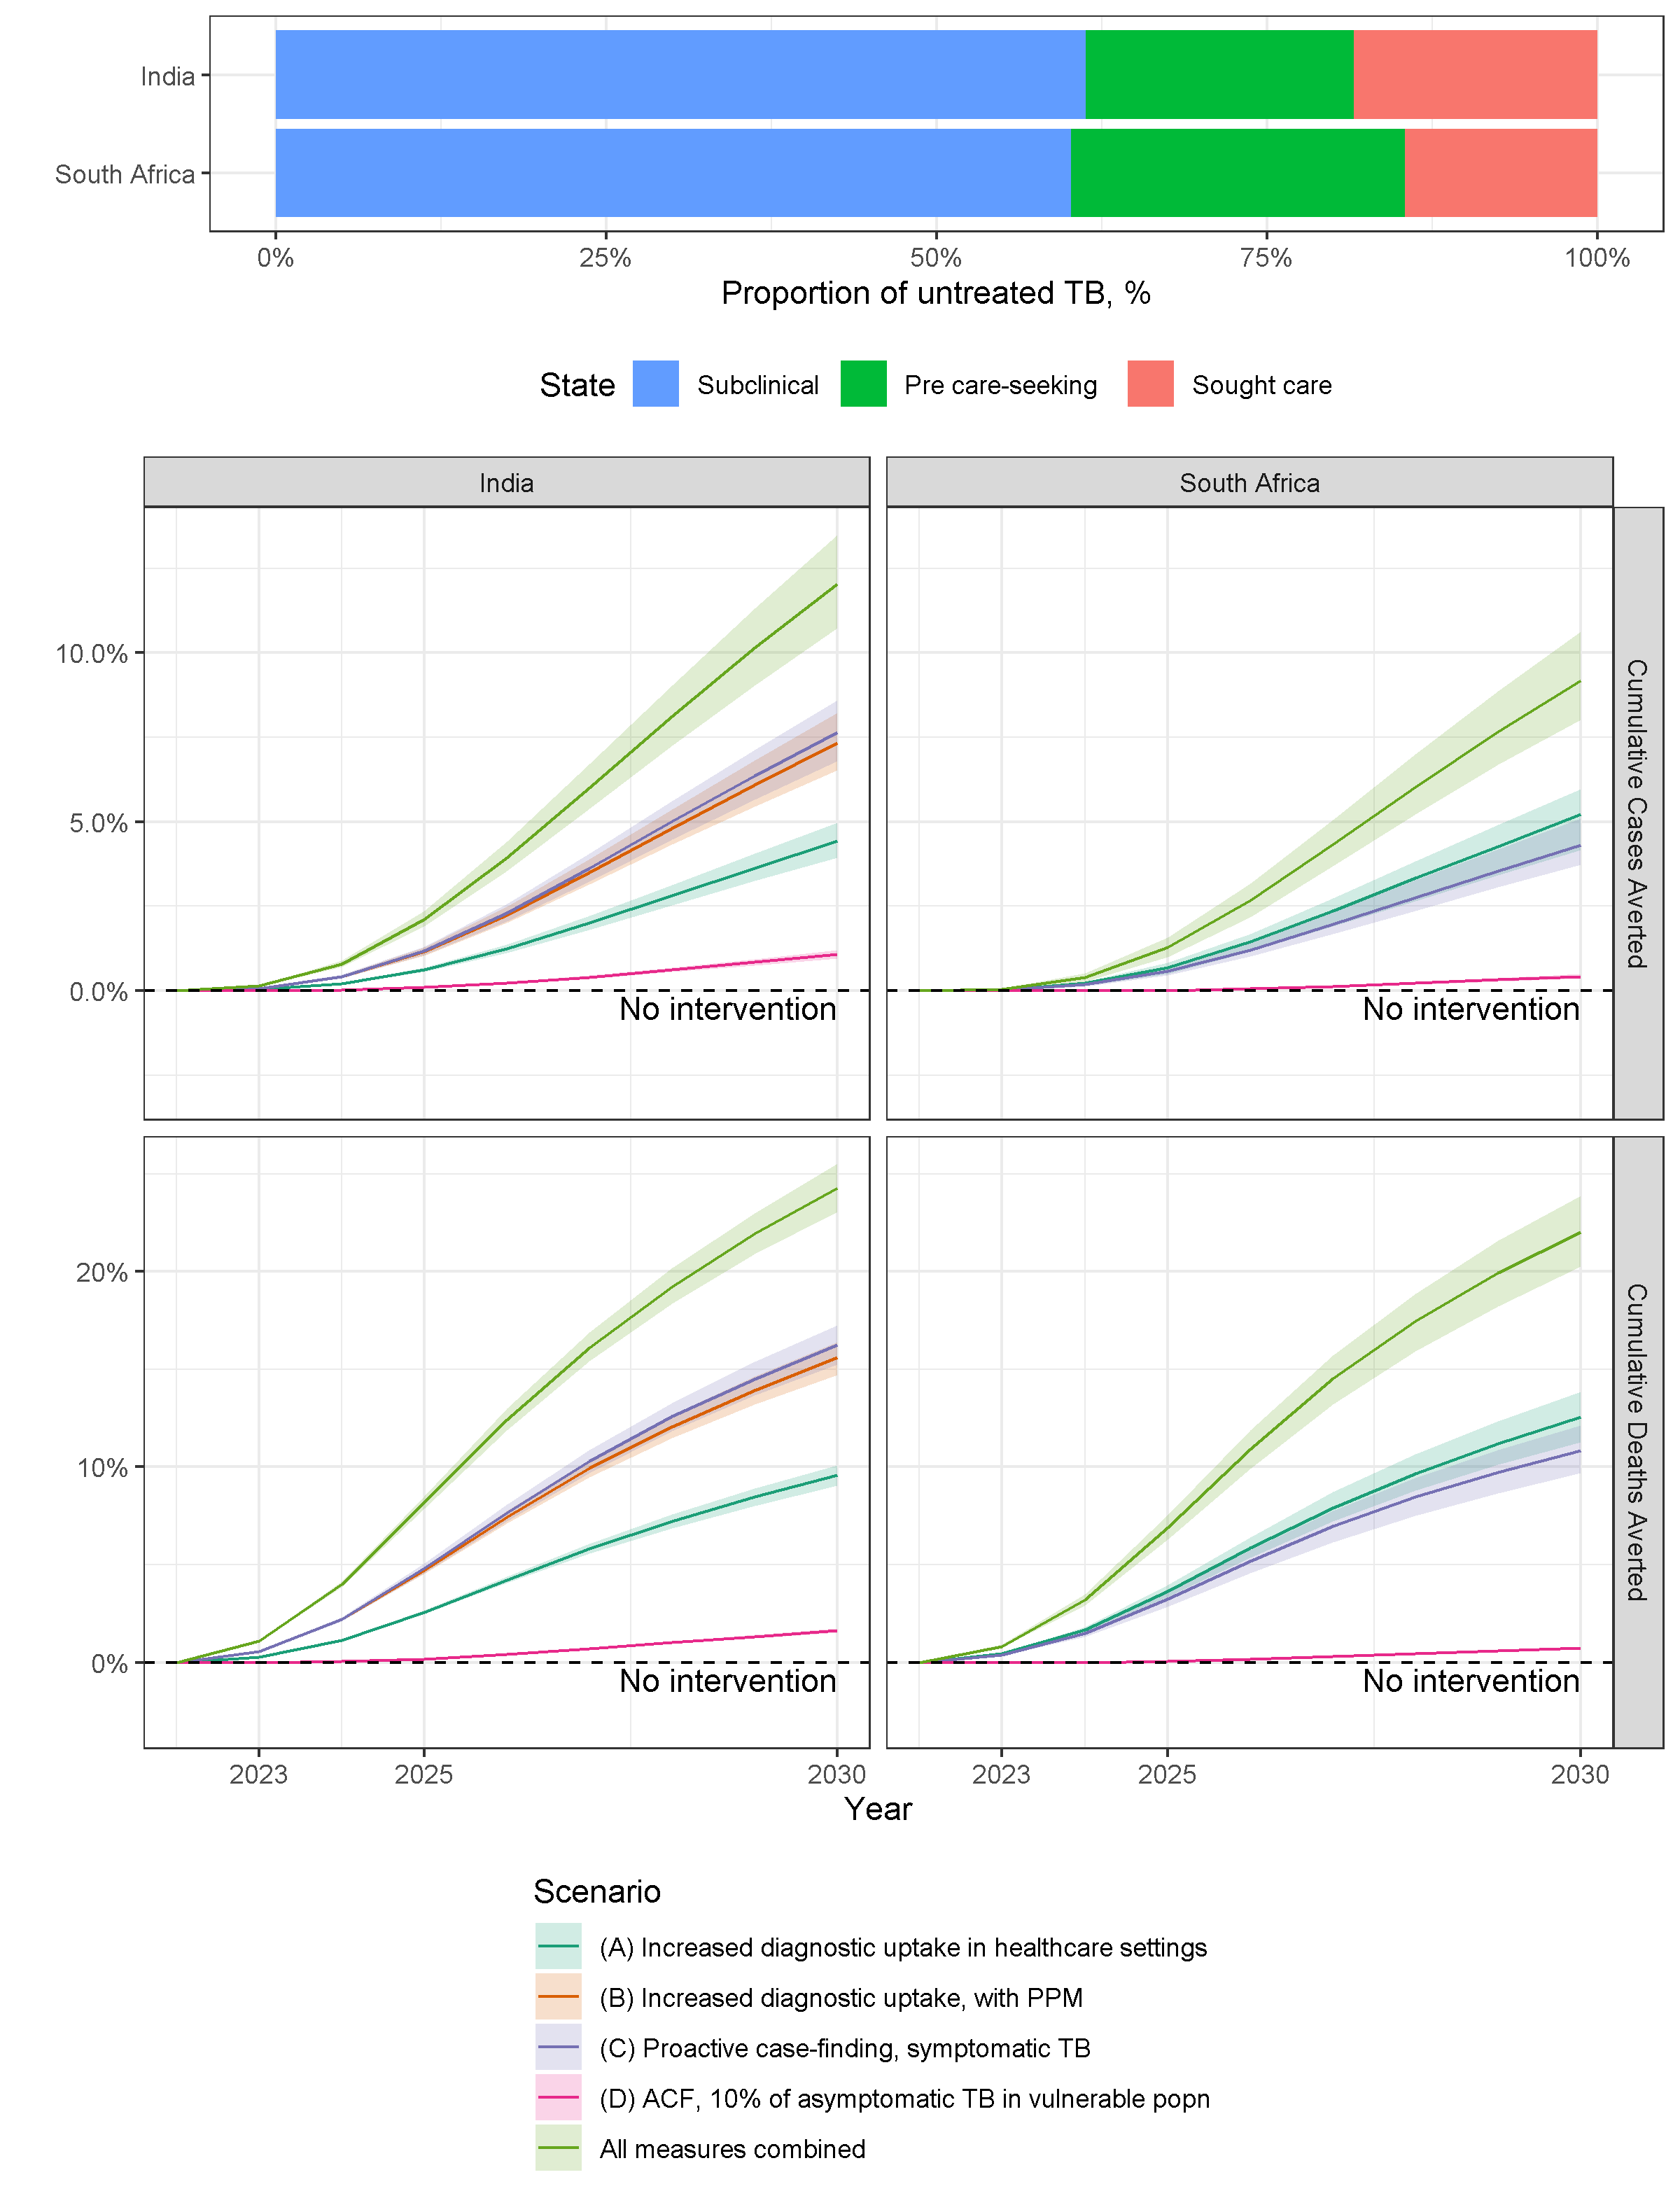 India
South Africa
0% 25% 50% 75% 100%
Proportion of untreated TB, %
State Subclinical Pre care-seeking Sought care
India South Africa
10.0%
5.0%
0.0%
No intervention No intervention
Cumulative Cases Averted
20%
10%
0%
No intervention No intervention
Cumulative Deaths Averted
2023 2025 2030 2023 2025 2030
Year
Scenario
(A) Increased diagnostic uptake in healthcare settings
(B) Increased diagnostic uptake, with PPM
(C) Proactive case-finding, symptomatic TB
(D) ACF, 10% of asymptomatic TB in vulnerable popn
All measures combined